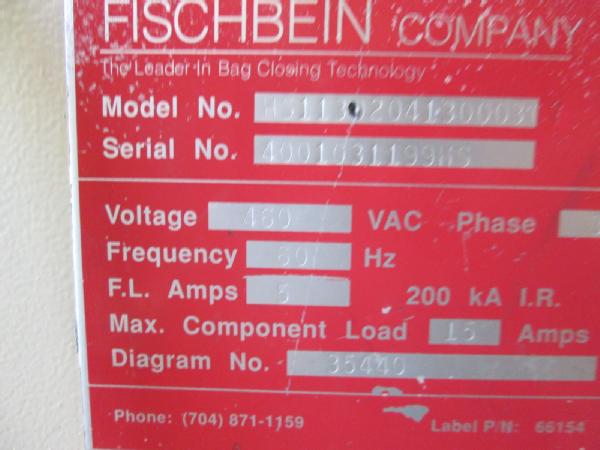 FISCHBEIN COMPANY
The Leader In Bag Closing Technology
Model No.
Serial No. 4001031199HS
Voltage 460 VAC Phase
Frequency 60 Hz
F.L. Amps 5 200 kA I.R.
Max. Component Load 15 Amps
Diagram No. 35440
Phone: (704) 871-1159
Label P/N: 66154